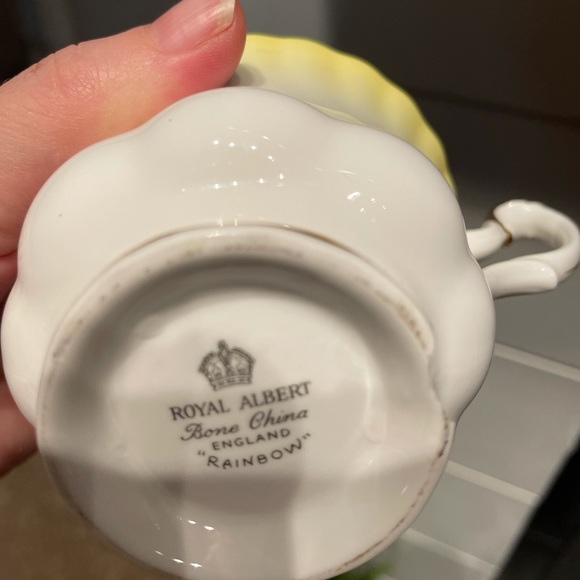 ROYAL ALBERT
Bone China
ENGLAND
"RAINBOW"